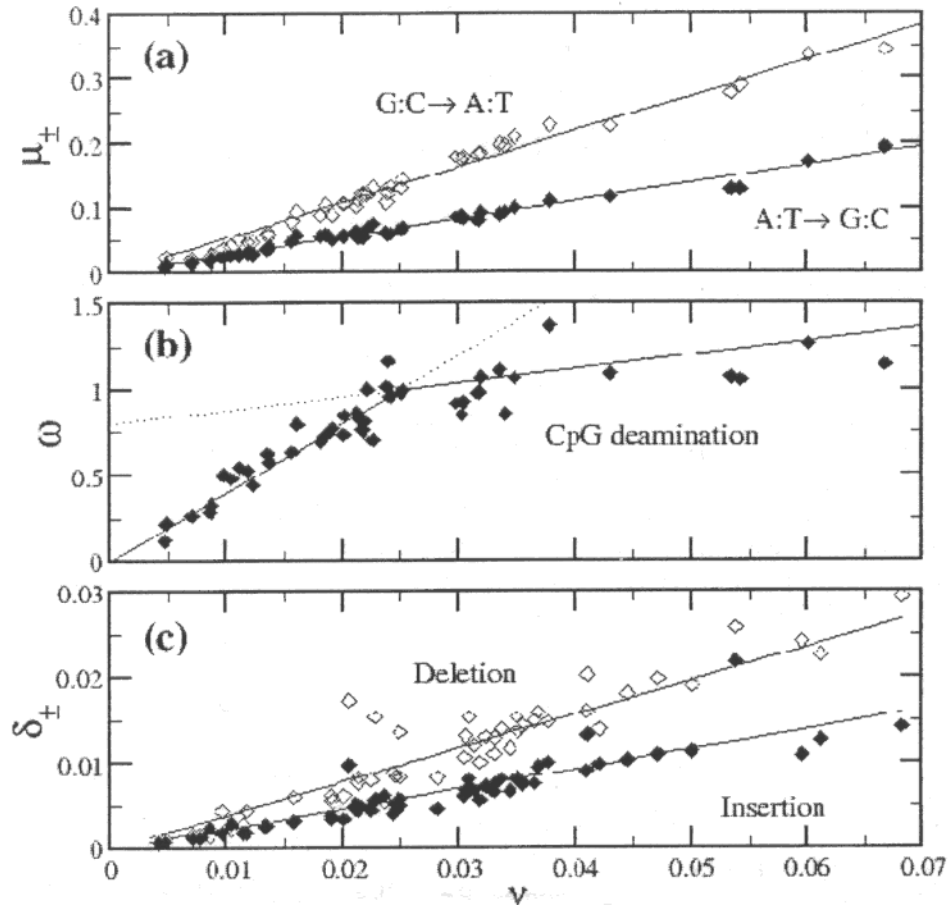 0.4
(a)
0.3
G:C→ A:T
μ±
0.2
0.1
A:T→ G:C
0
1.5
(b)
1
ω
CpG deamination
0.5
0
0.03
(c)
Deletion
0.02
δ±
0.01
Insertion
0
0 0.01 0.02 0.03 0.04 0.05 0.06 0.07
ν